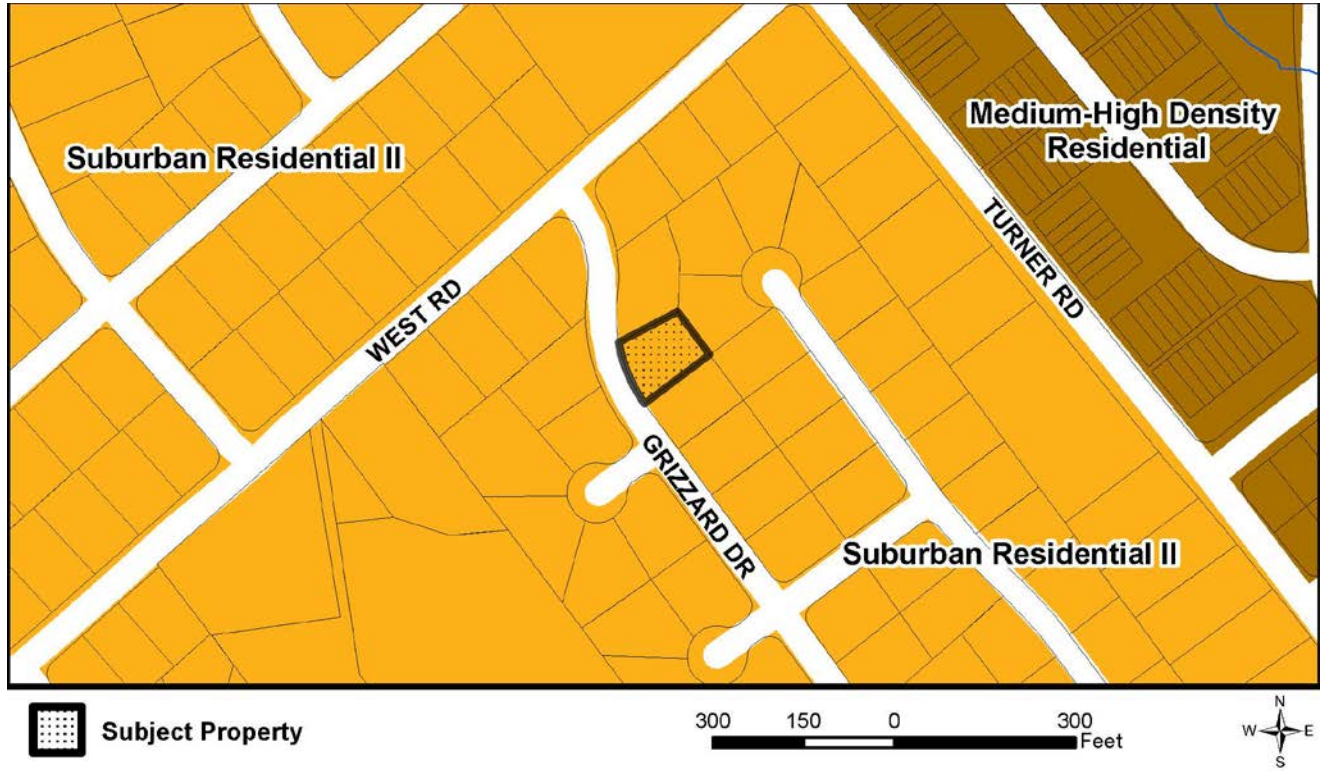 Suburban Residential II
Medium-High Density
Residential
WEST RD
TURNER RD
GRIZZARD DR
Suburban Residential II
Subject Property
300 150 0 300
Feet
N
W E
S